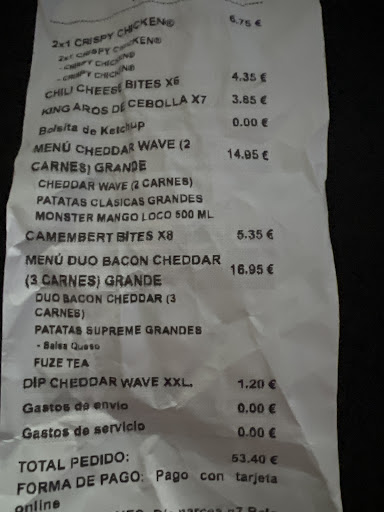 2x1 CRISPY CHICKEN® 6.75 €
2x1 CRISPY CHICKEN®
- CRISPY CHICKEN®
- CRISPY CHICKEN®
CHILI CHEESE BITES X6 4.35 €
KING AROS DE CEBOLLA X7 3.85 €
Bolsita de Ketchup 0.00 €
MENÚ CHEDDAR WAVE (2 14.95 €
CARNES) GRANDE
CHEDDAR WAVE (2 CARNES)
PATATAS CLÁSICAS GRANDES
MONSTER MANGO LOCO 500 ML
CAMEMBERT BITES X8 5.35 €
MENÚ DUO BACON CHEDDAR 16.95 €
(3 CARNES) GRANDE
DUO BACON CHEDDAR (3
CARNES)
PATATAS SUPREME GRANDES
- Salsa Queso
FUZE TEA
DIP CHEDDAR WAVE XXL. 1.20 €
Gastos de envío 0.00 €
Gastos de servicio 0.00 €
TOTAL PEDIDO: 53.40 €
FORMA DE PAGO: Pago con tarjeta
online